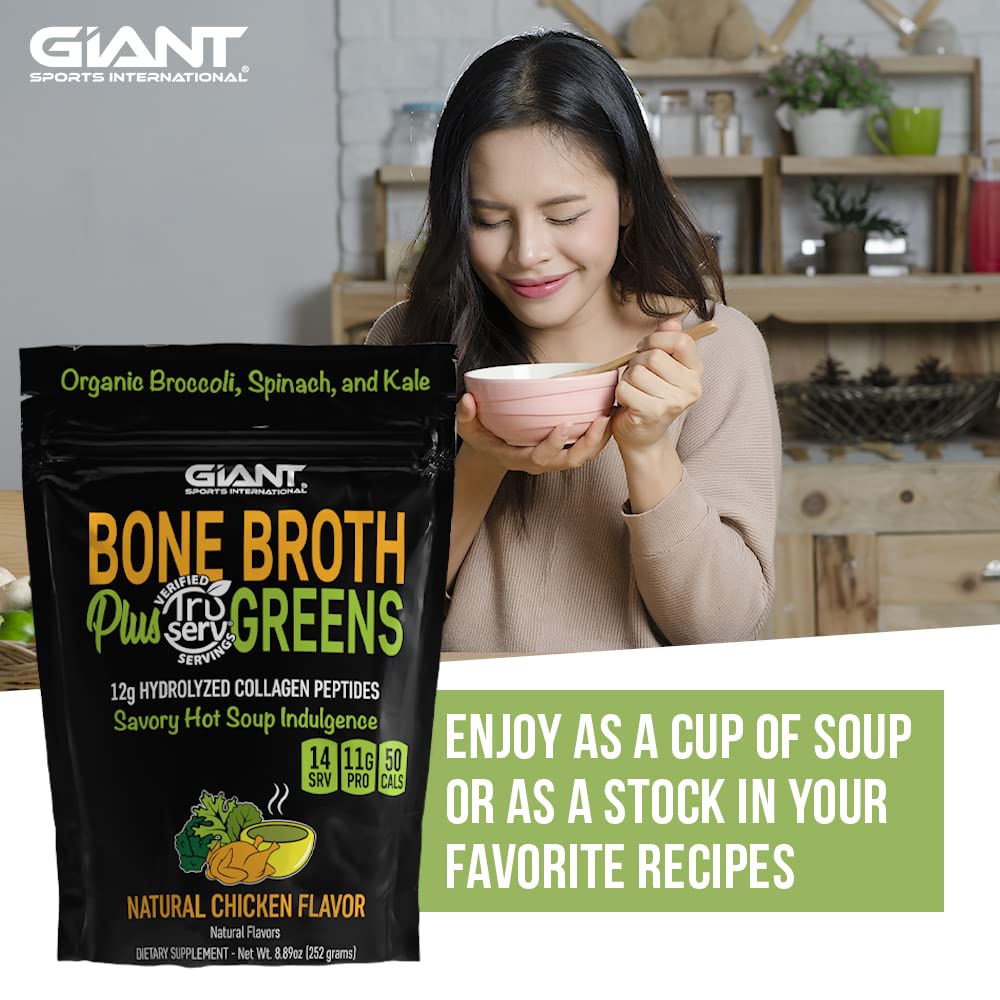 GIANT
SPORTS INTERNATIONAL®
Organic Broccoli, Spinach, and Kale
GIANT
SPORTS INTERNATIONAL®
BONE BROTH
Plus GREENS
VERIFIED
Tru
Serv®
SERVINGS
12g HYDROLYZED COLLAGEN PEPTIDES
Savory Hot Soup Indulgence
14 11G 50
SRV PRO CALS
NATURAL CHICKEN FLAVOR
Natural Flavors
DIETARY SUPPLEMENT - Net Wt. 8.89oz (252 grams)
ENJOY AS A CUP OF SOUP
OR AS A STOCK IN YOUR
FAVORITE RECIPES